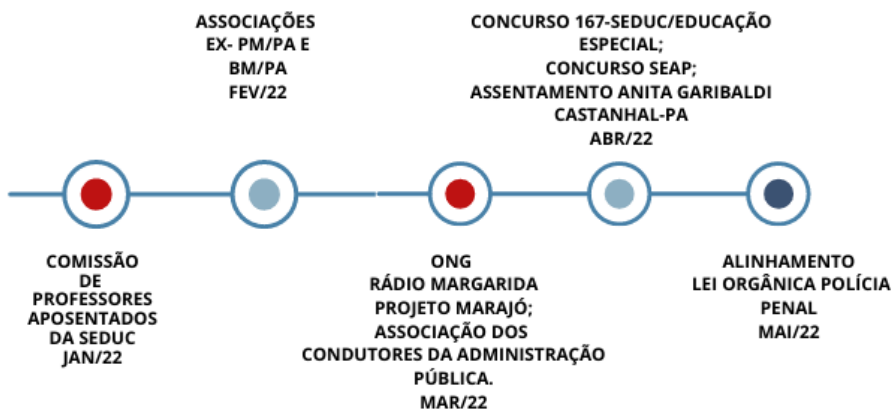 ASSOCIAÇÕES
EX- PM/PA E
BM/PA
FEV/22
CONCURSO 167-SEDUC/EDUCAÇÃO
ESPECIAL;
CONCURSO SEAP;
ASSENTAMENTO ANITA GARIBALDI
CASTANHAL-PA
ABR/22
COMISSÃO
DE
PROFESSORES
APOSENTADOS
DA SEDUC
JAN/22
ONG
RÁDIO MARGARIDA
PROJETO MARAJÓ;
ASSOCIAÇÃO DOS
CONDUTORES DA ADMINISTRAÇÃO
PÚBLICA.
MAR/22
ALINHAMENTO
LEI ORGÂNICA POLÍCIA
PENAL
MAI/22